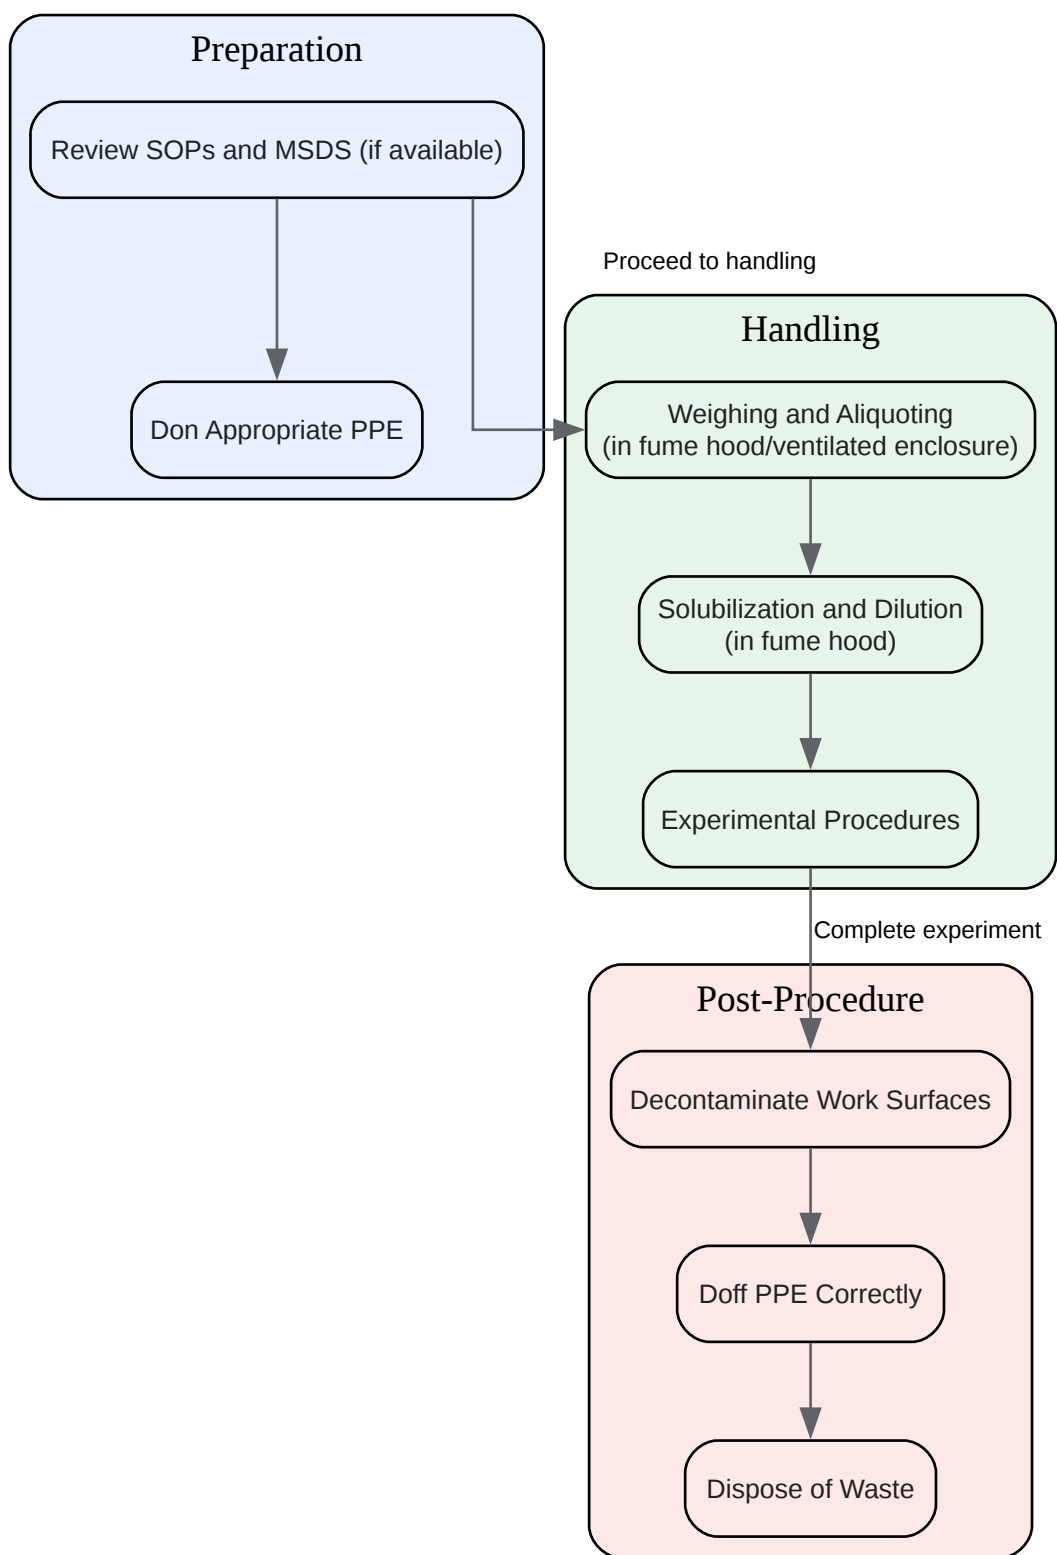 Preparation
Review SOPs and MSDS (if available)
Don Appropriate PPE
Proceed to handling
Handling
Weighing and Aliquoting
(in fume hood/ventilated enclosure)
Solubilization and Dilution
(in fume hood)
Experimental Procedures
Complete experiment
Post-Procedure
Decontaminate Work Surfaces
Doff PPE Correctly
Dispose of Waste